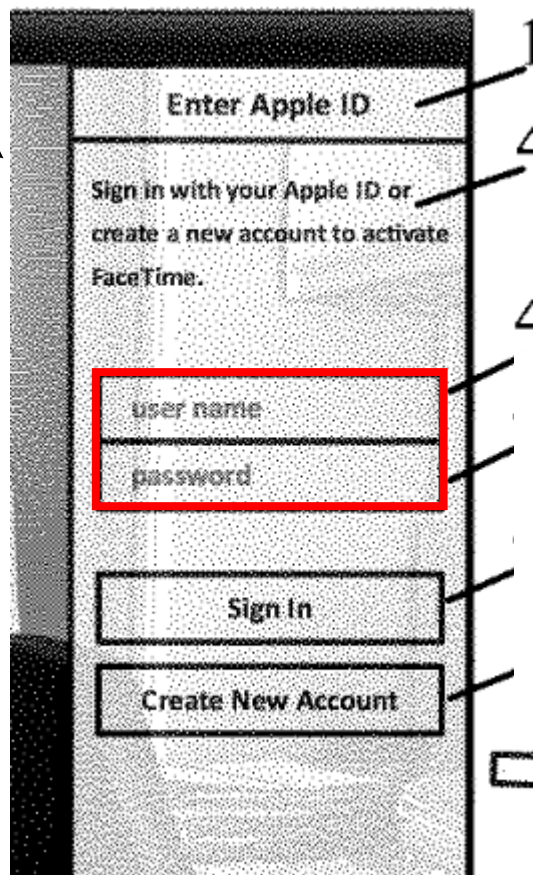 Enter Apple ID
Sign in with your Apple ID or
create a new account to activate
FaceTime.
user name
password
Sign In
Create New Account